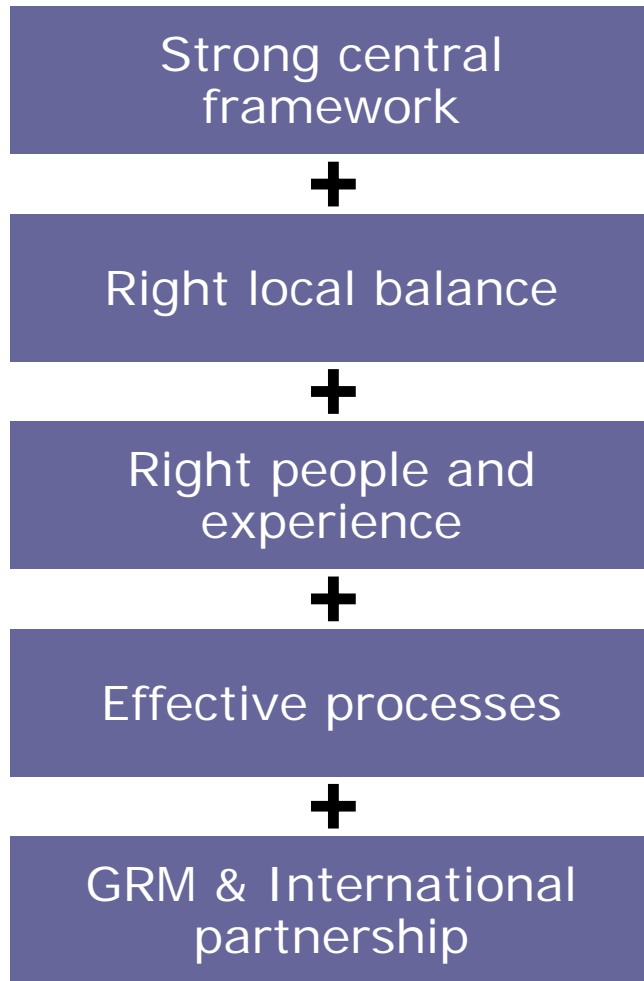 Strong central
framework
+
Right local balance
+
Right people and
experience
+
Effective processes
+
GRM & International
partnership